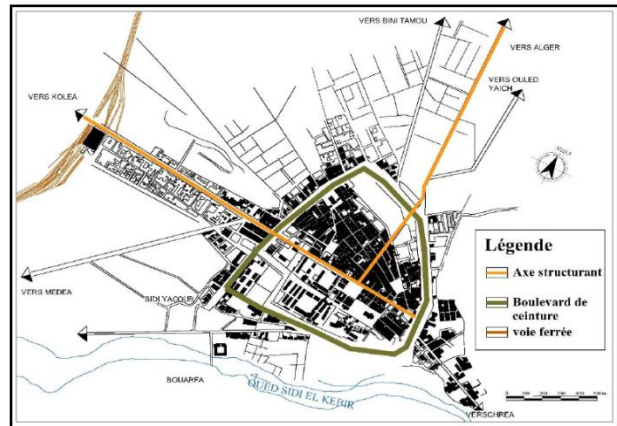 VERS BINI TAMOU
VERS ALGER
VERS OULED
YAICH
VERS KOLEA
VERS MEDEA
SIDI YACOUB
BOUARFA
OUED SIDI EL KEBIR
VERSCHREA
Légende
Axe structurant
Boulevard de
ceinture
voie ferrée